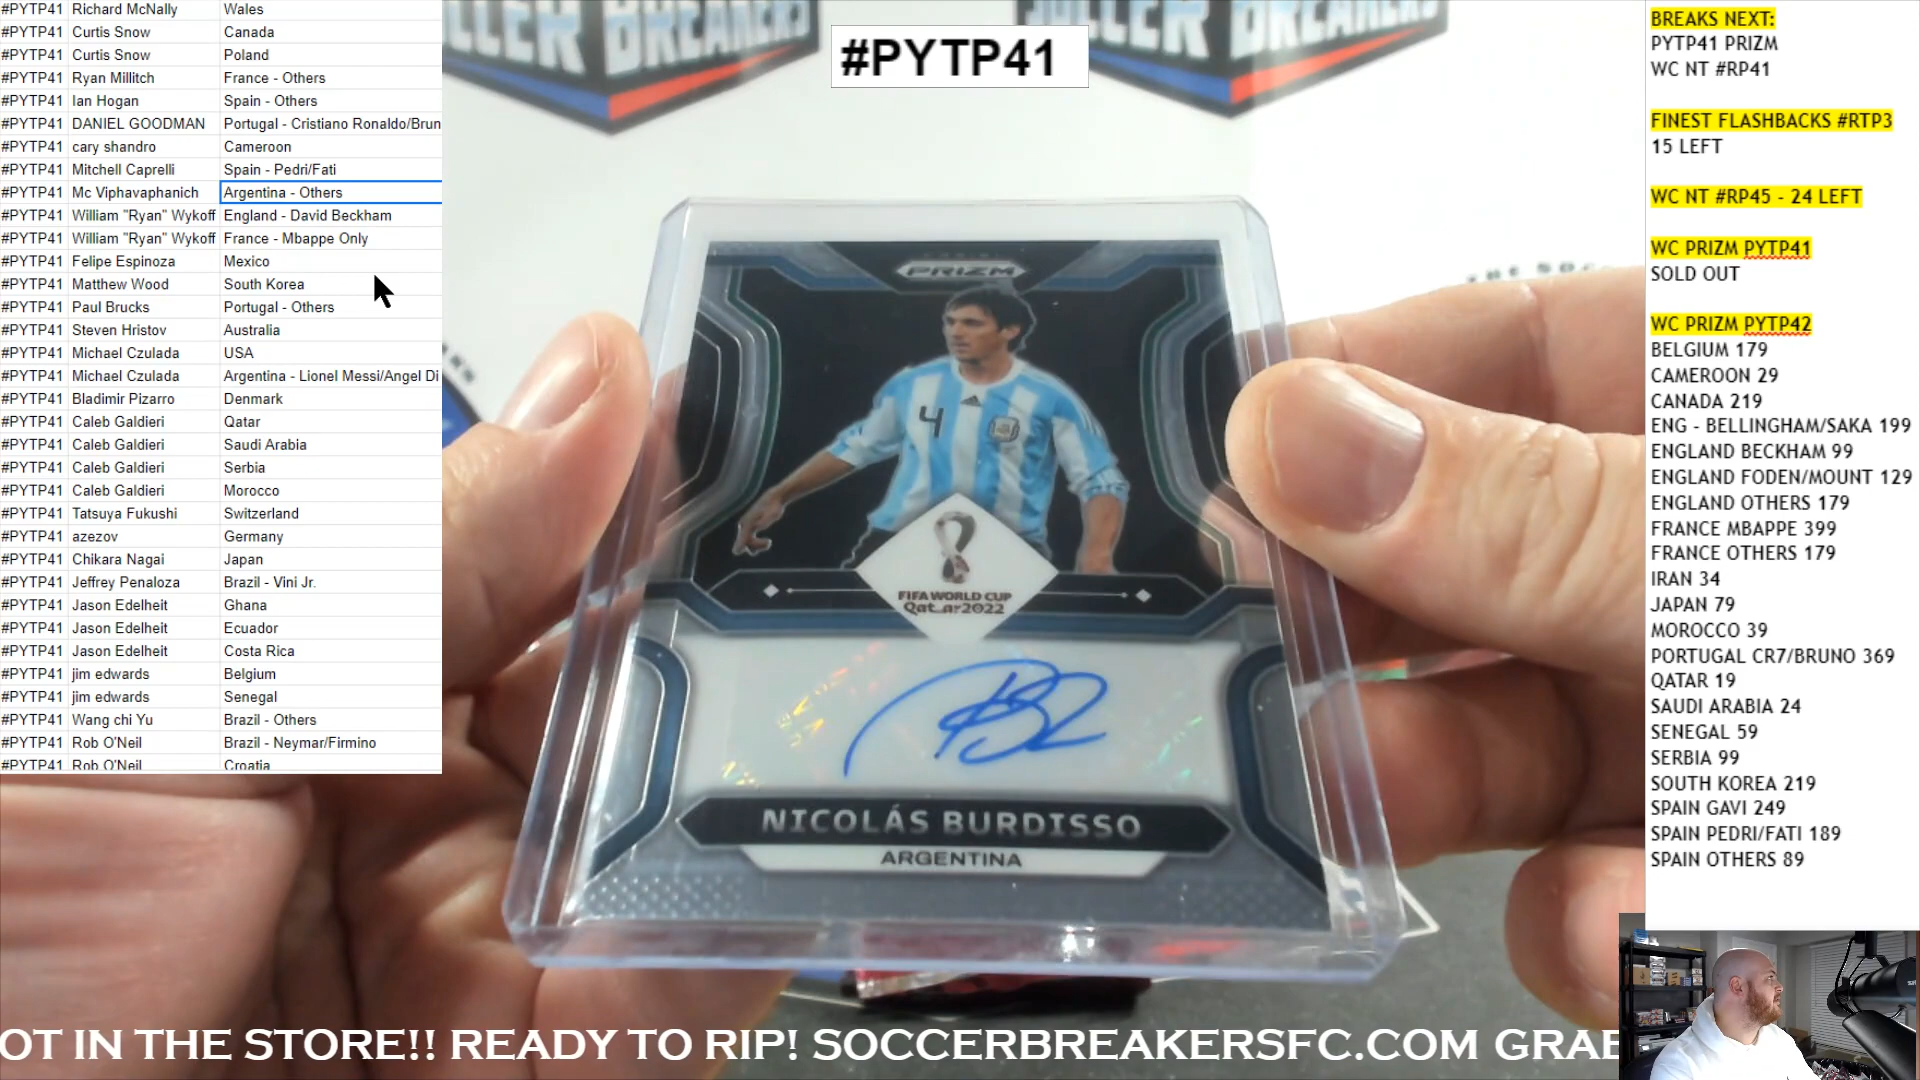 #PYTP41 Richard McNally Wales
#PYTP41 Curtis Snow Canada
#PYTP41 Curtis Snow Poland
#PYTP41 Ryan Millitch France - Others
#PYTP41 Ian Hogan Spain - Others
#PYTP41 DANIEL GOODMAN Portugal - Cristiano Ronaldo/Brun
#PYTP41 cary shandro Cameroon
#PYTP41 Mitchell Caprelli Spain - Pedri/Fati
#PYTP41 Mc Viphavaphanich Argentina - Others
#PYTP41 William "Ryan" Wykoff England - David Beckham
#PYTP41 William "Ryan" Wykoff France - Mbappe Only
#PYTP41 Felipe Espinoza Mexico
#PYTP41 Matthew Wood South Korea
#PYTP41 Paul Brucks Portugal - Others
#PYTP41 Steven Hristov Australia
#PYTP41 Michael Czulada USA
#PYTP41 Michael Czulada Argentina - Lionel Messi/Angel Di
#PYTP41 Bladimir Pizarro Denmark
#PYTP41 Caleb Galdieri Qatar
#PYTP41 Caleb Galdieri Saudi Arabia
#PYTP41 Caleb Galdieri Serbia
#PYTP41 Caleb Galdieri Morocco
#PYTP41 Tatsuya Fukushi Switzerland
#PYTP41 azezov Germany
#PYTP41 Chikara Nagai Japan
#PYTP41 Jeffrey Penaloza Brazil - Vini Jr.
#PYTP41 Jason Edelheit Ghana
#PYTP41 Jason Edelheit Ecuador
#PYTP41 Jason Edelheit Costa Rica
#PYTP41 jim edwards Belgium
#PYTP41 jim edwards Senegal
#PYTP41 Wang chi Yu Brazil - Others
#PYTP41 Rob O'Neil Brazil - Neymar/Firmino
#PYTP41 Rob O'Neil Croatia
#PYTP41
BREAKERS
PRIZM
4
FIFA WORLD CUP
Qatar2022
NICOLÁS BURDISSO
ARGENTINA
BREAKS NEXT:
PYTP41 PRIZM
WC NT #RP41
FINEST FLASHBACKS #RTP3
15 LEFT
WC NT #RP45 - 24 LEFT
WC PRIZM PYTP41
SOLD OUT
WC PRIZM PYTP42
BELGIUM 179
CAMEROON 29
CANADA 219
ENG - BELLINGHAM/SAKA 199
ENGLAND BECKHAM 99
ENGLAND FODEN/MOUNT 129
ENGLAND OTHERS 179
FRANCE MBAPPE 399
FRANCE OTHERS 179
IRAN 34
JAPAN 79
MOROCCO 39
PORTUGAL CR7/BRUNO 369
QATAR 19
SAUDI ARABIA 24
SENEGAL 59
SERBIA 99
SOUTH KOREA 219
SPAIN GAVI 249
SPAIN PEDRI/FATI 189
SPAIN OTHERS 89
OT IN THE STORE!! READY TO RIP! SOCCERBREAKERSFC.COM GRAB